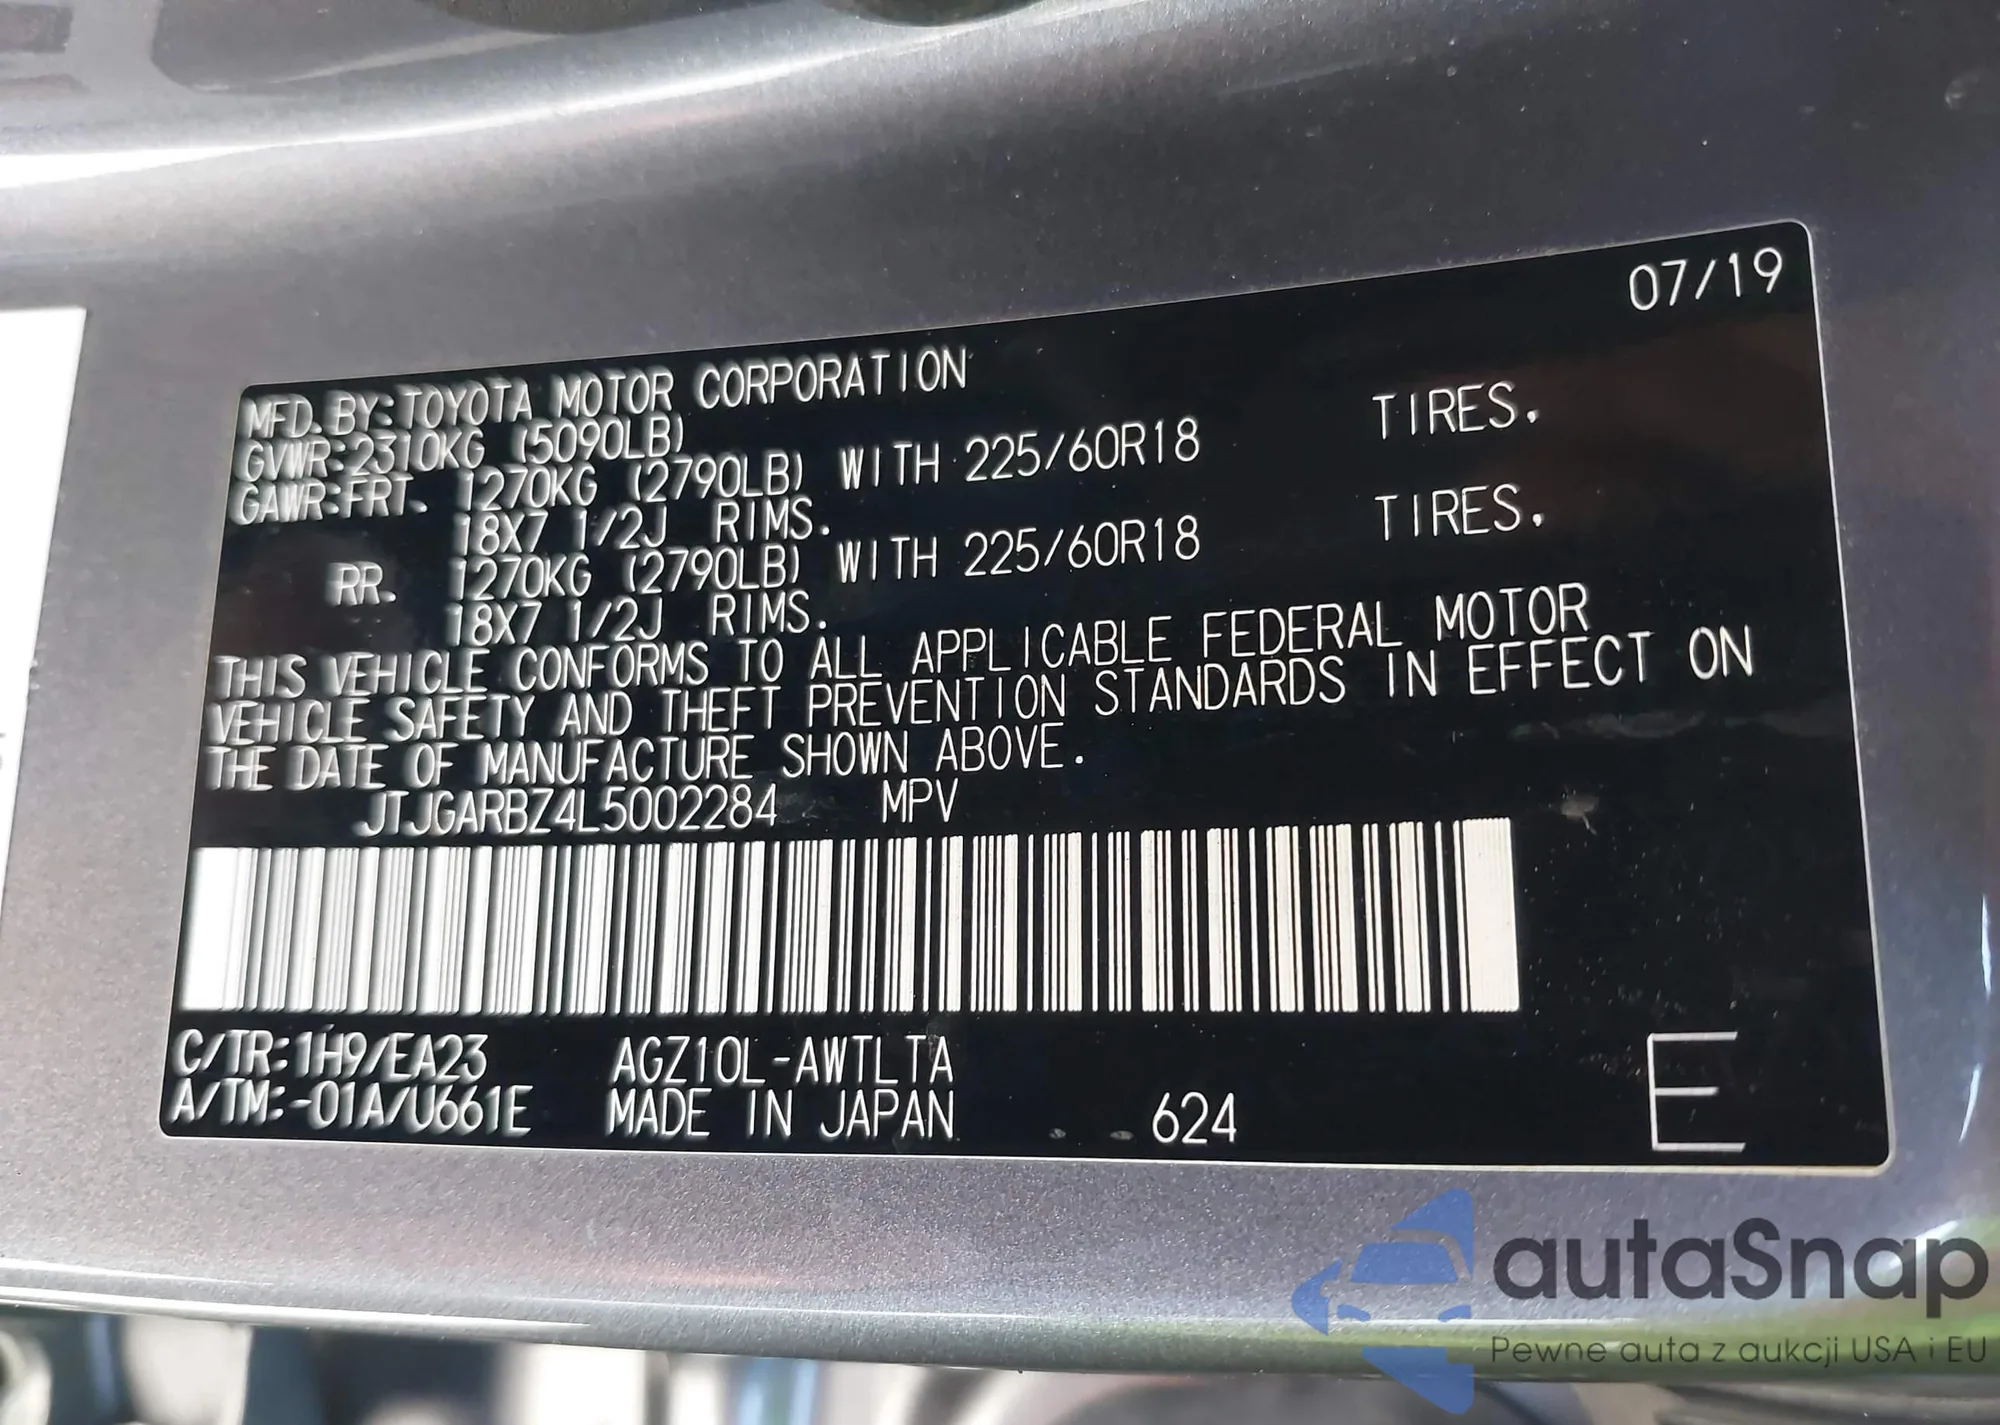 07/19
MFD.BY:TOYOTA MOTOR CORPORATION
GVWR:2310KG (5090LB)
GAWR:FRT. 1270KG (2790LB) WITH 225/60R18 TIRES,
18X7 1/2J RIMS.
RR. 1270KG (2790LB) WITH 225/60R18 TIRES,
18X7 1/2J RIMS.
THIS VEHICLE CONFORMS TO ALL APPLICABLE FEDERAL MOTOR
VEHICLE SAFETY AND THEFT PREVENTION STANDARDS IN EFFECT ON
THE DATE OF MANUFACTURE SHOWN ABOVE.
JTJGARBZ4L5002284 MPV
C/TR:1H9/EA23 AGZ10L-AWTLTA
A/TM:-01A/U661E MADE IN JAPAN 624 E
autaSnap
Pewne auta z aukcji USA i EU